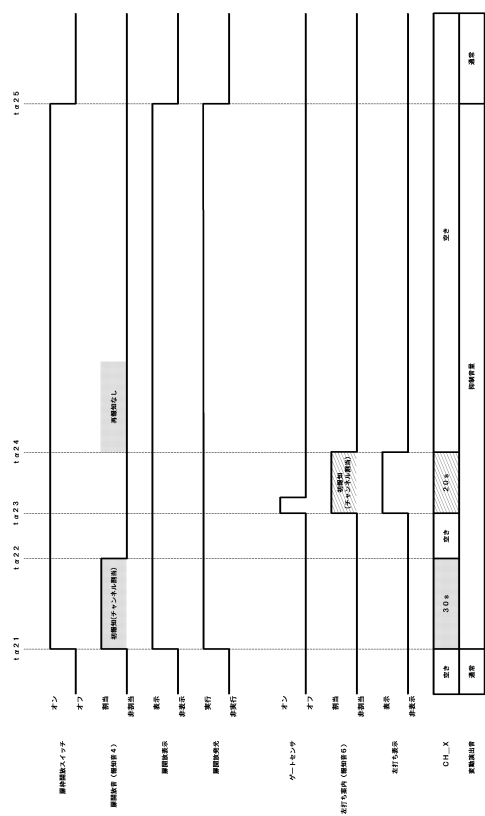 tα21
tα22
tα23
tα24
tα25
扉枠開放スイッチ
オン
オフ
扉開放音(報知音4)
割当
非割当
初報知(チャンネル割当)
再報知なし
扉開放表示
表示
非表示
扉開放発光
実行
非実行
ゲートセンサ
オン
オフ
左打ち案内(報知音6)
割当
非割当
初報知
(チャンネル割当)
左打ち表示
表示
非表示
CH_X
空き
30s
空き
20s
空き
変動演出音
通常
抑制音量
通常